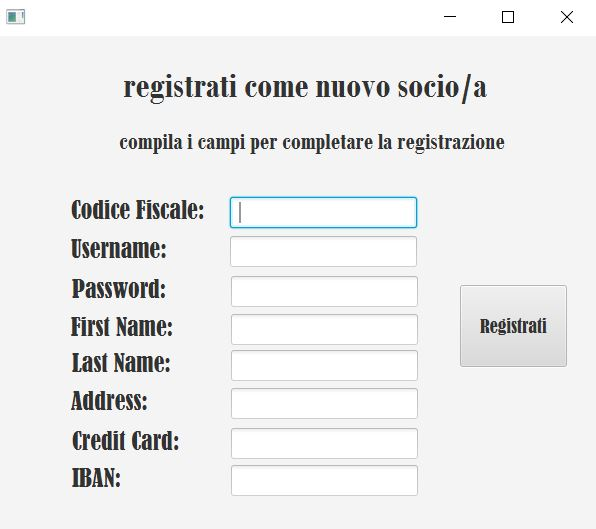 registrati come nuovo socio/a
compila i campi per completare la registrazione
Codice Fiscale:
Username:
Password:
First Name:
Last Name:
Address:
Credit Card:
IBAN:
Registrati